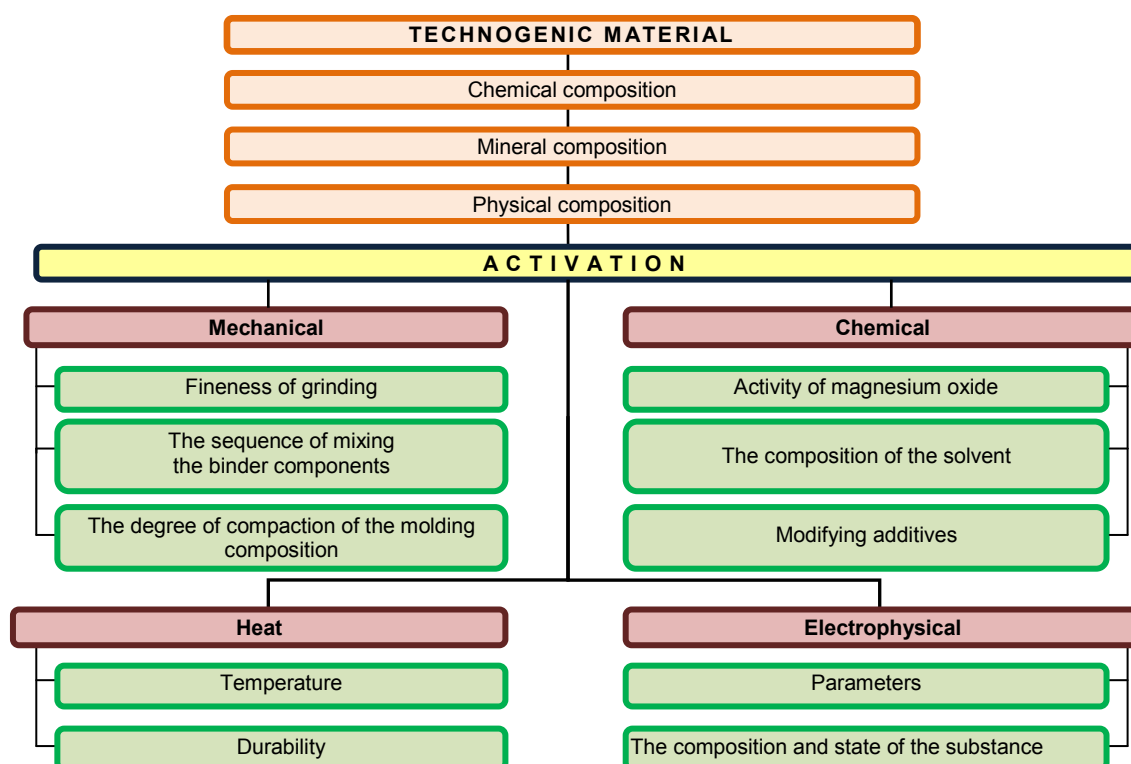 TECHNOGENIC MATERIAL
Chemical composition
Mineral composition
Physical composition
ACTIVATION
Mechanical
Fineness of grinding
The sequence of mixing
the binder components
The degree of compaction of the molding
composition
Chemical
Activity of magnesium oxide
The composition of the solvent
Modifying additives
Heat
Temperature
Durability
Electrophysical
Parameters
The composition and state of the substance